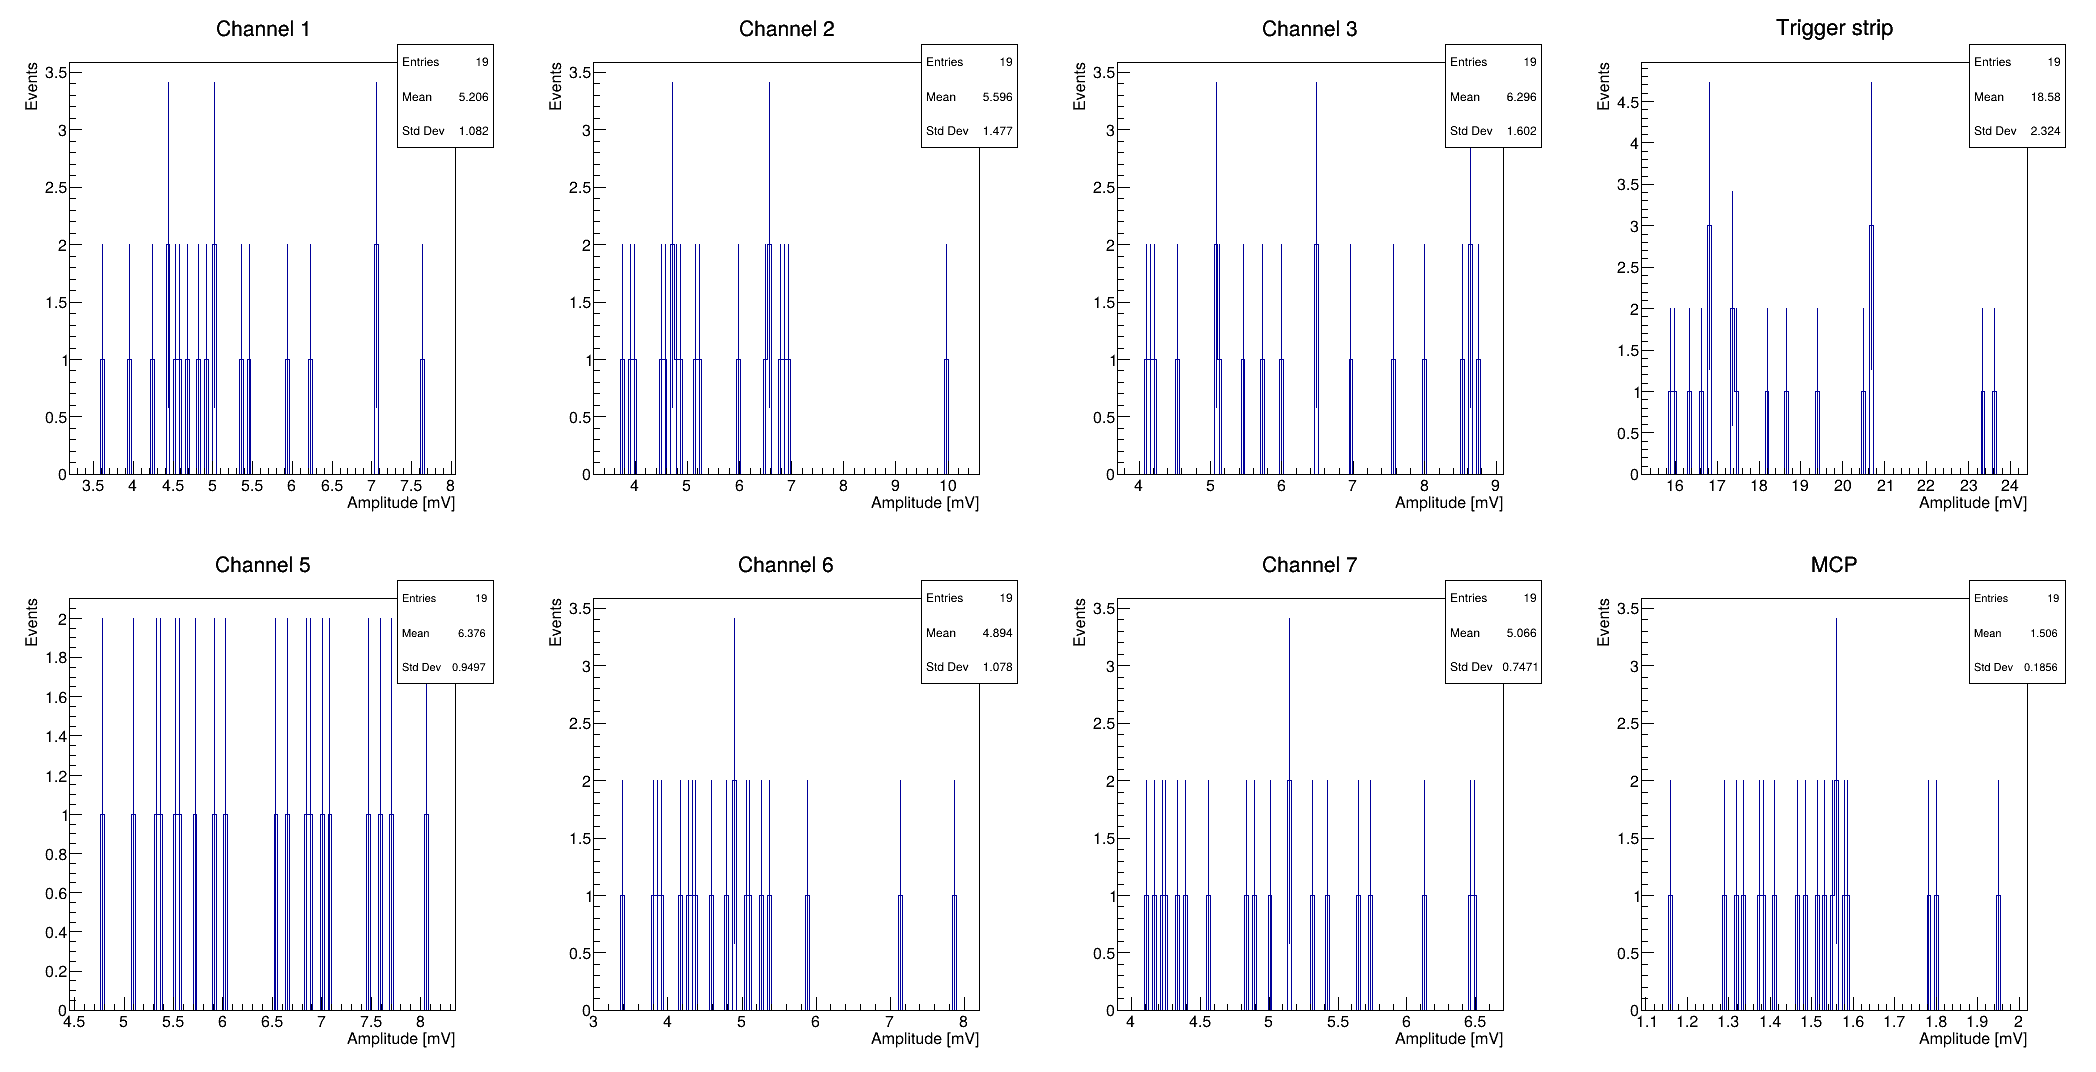 Channel 1
Entries 19
Mean 5.206
Std Dev 1.082
Events
3.5
3
2.5
2
1.5
1
0.5
0
3.5 4 4.5 5 5.5 6 6.5 7 7.5 8
Amplitude [mV]
Channel 2
Entries 19
Mean 5.596
Std Dev 1.477
Events
3.5
3
2.5
2
1.5
1
0.5
0
4 5 6 7 8 9 10
Amplitude [mV]
Channel 3
Entries 19
Mean 6.296
Std Dev 1.602
Events
3.5
3
2.5
2
1.5
1
0.5
0
4 5 6 7 8 9
Amplitude [mV]
Trigger strip
Entries 19
Mean 18.58
Std Dev 2.324
Events
4.5
4
3.5
3
2.5
2
1.5
1
0.5
0
16 17 18 19 20 21 22 23 24
Amplitude [mV]
Channel 5
Entries 19
Mean 6.376
Std Dev 0.9497
Events
2
1.8
1.6
1.4
1.2
1
0.8
0.6
0.4
0.2
0
4.5 5 5.5 6 6.5 7 7.5 8
Amplitude [mV]
Channel 6
Entries 19
Mean 4.894
Std Dev 1.078
Events
3.5
3
2.5
2
1.5
1
0.5
0
3 4 5 6 7 8
Amplitude [mV]
Channel 7
Entries 19
Mean 5.066
Std Dev 0.7471
Events
3.5
3
2.5
2
1.5
1
0.5
0
4 4.5 5 5.5 6 6.5
Amplitude [mV]
MCP
Entries 19
Mean 1.506
Std Dev 0.1856
Events
3.5
3
2.5
2
1.5
1
0.5
0
1.1 1.2 1.3 1.4 1.5 1.6 1.7 1.8 1.9 2
Amplitude [mV]